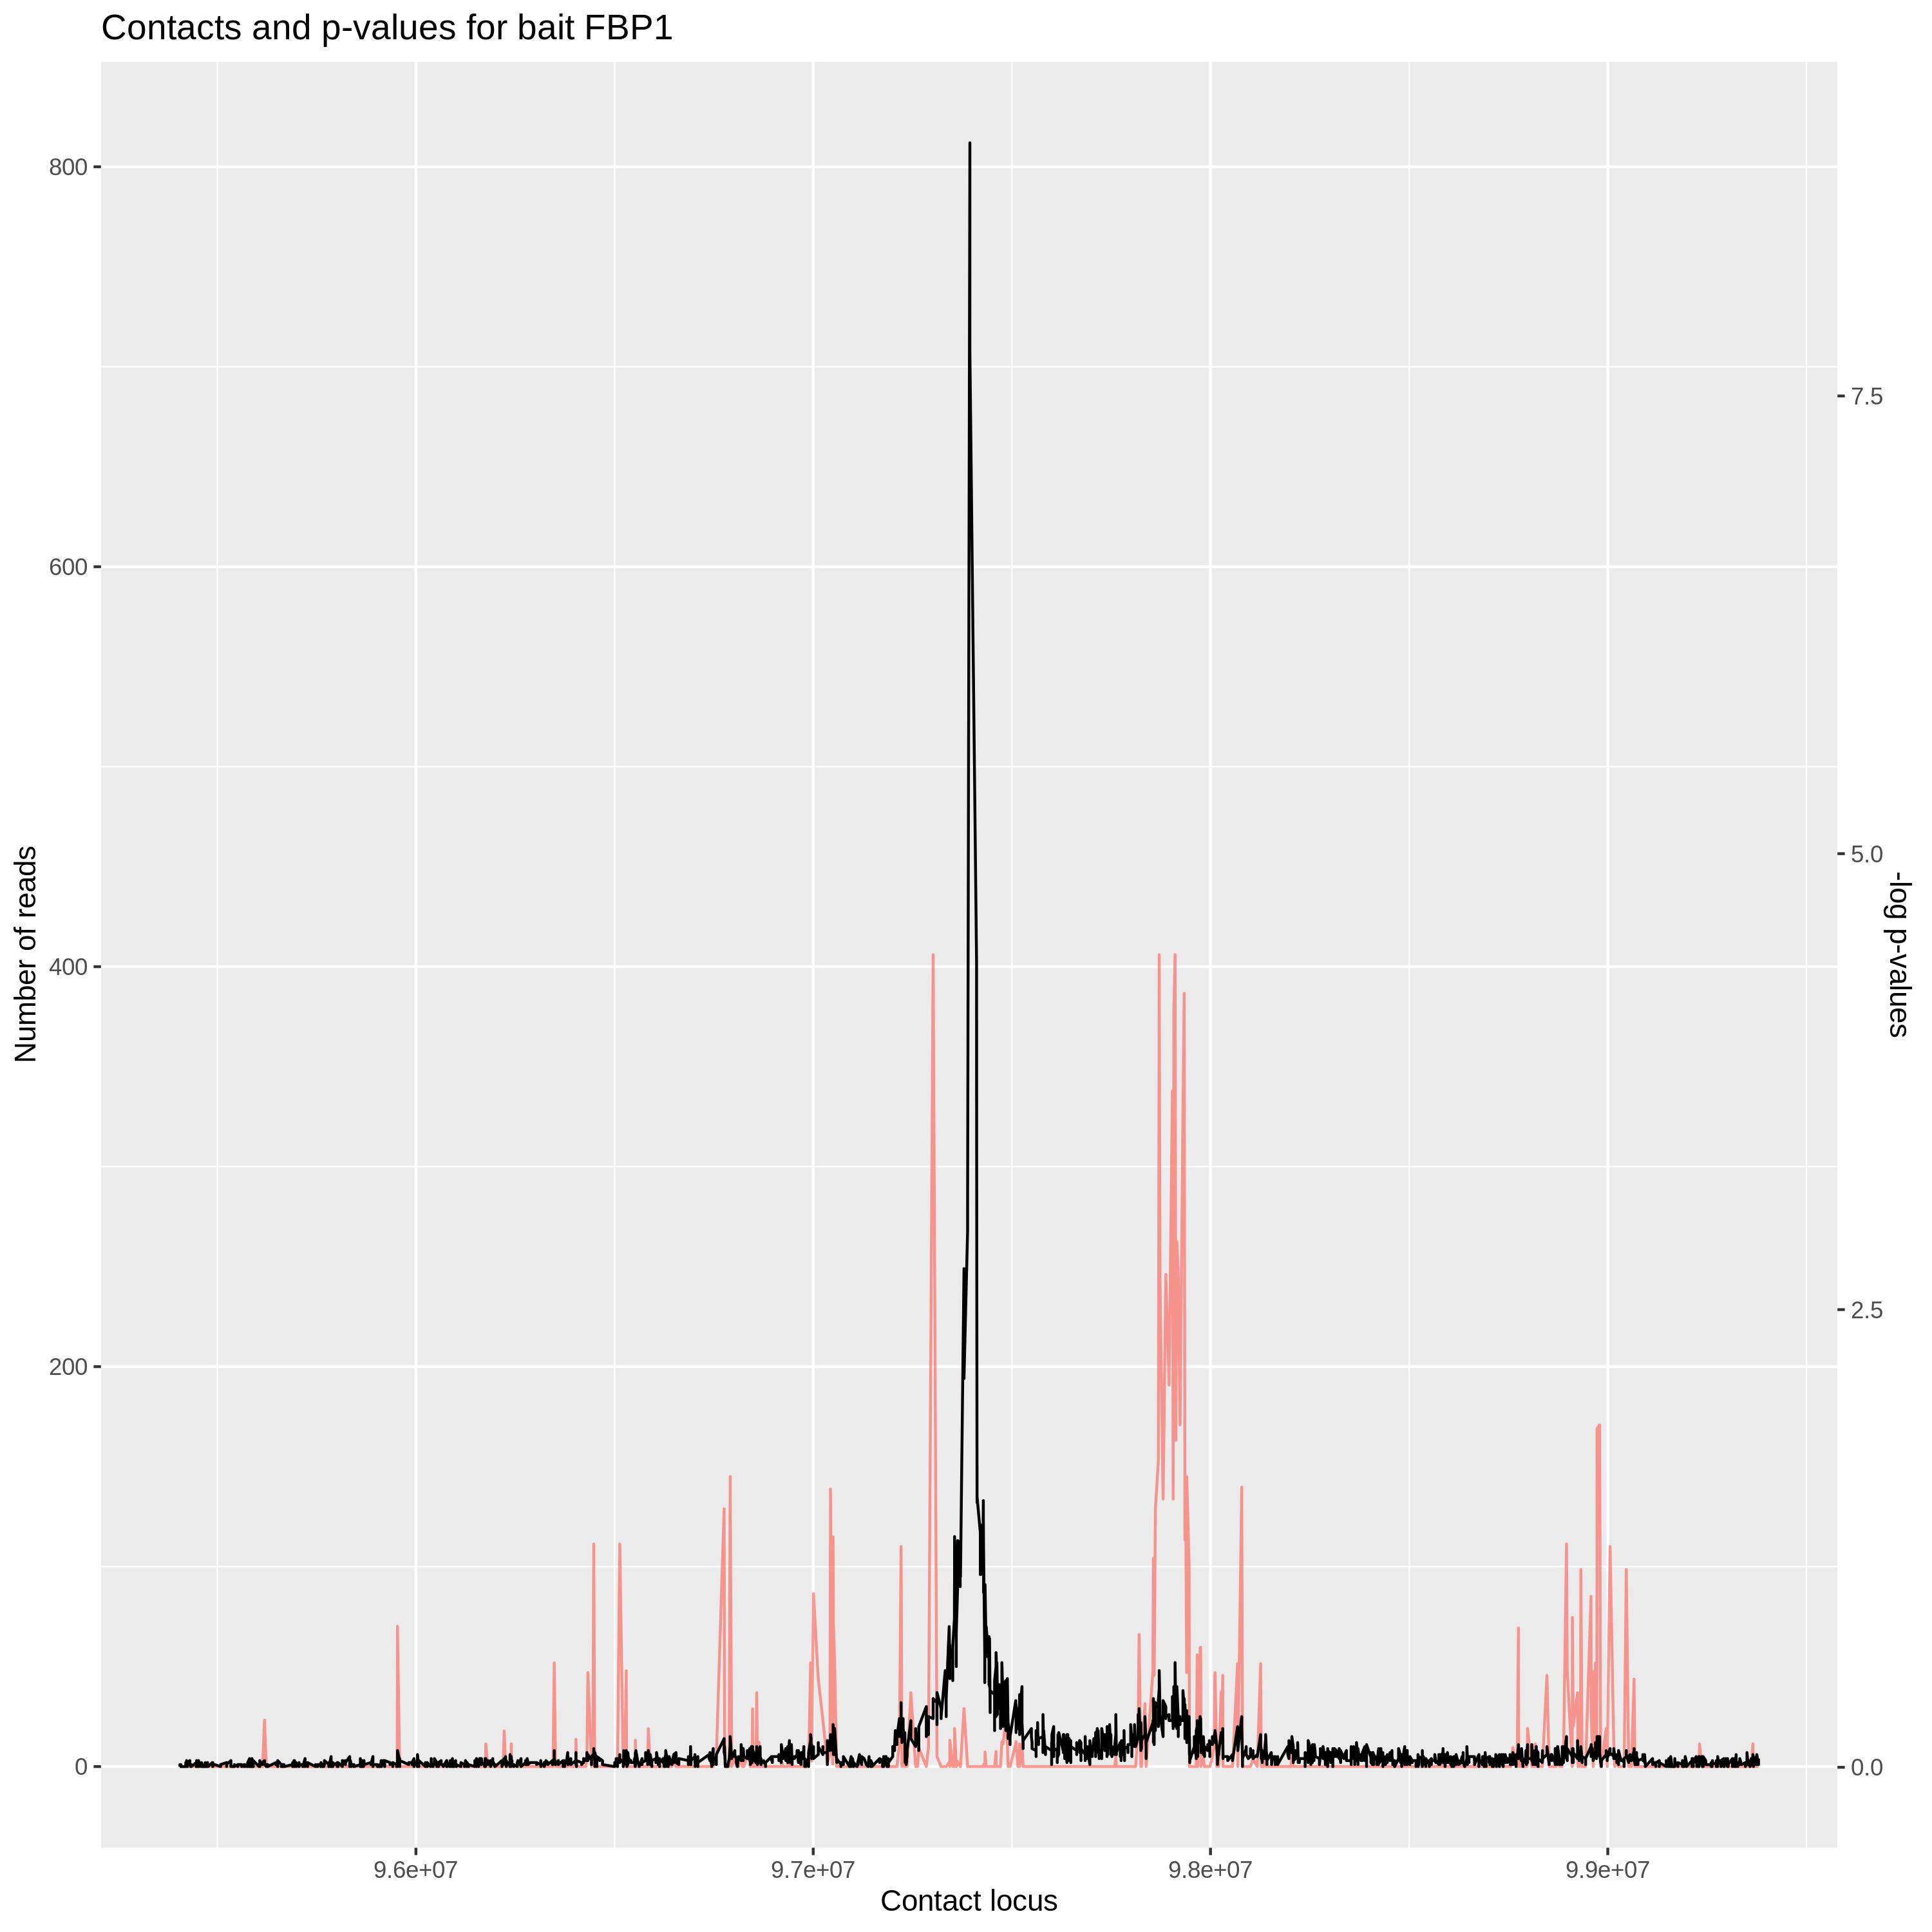 Contacts and p-values for bait FBP1
800
600
400
200
0
Number of reads
7.5
5.0
2.5
0.0
-log p-values
9.6e+07
9.7e+07
9.8e+07
9.9e+07
Contact locus